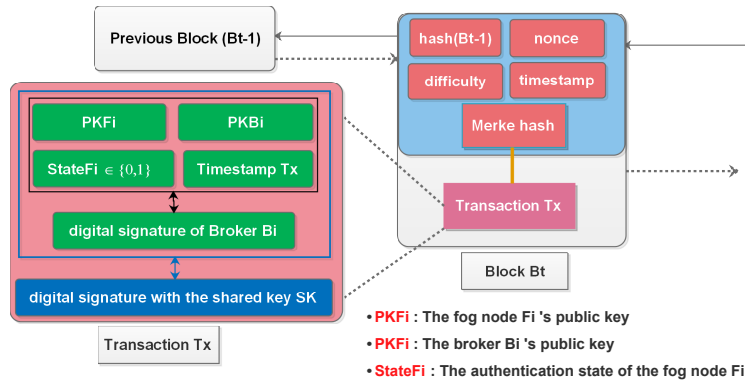 Previous Block (Bt-1)
hash(Bt-1)
nonce
difficulty
timestamp
Merke hash
PKFi
PKBi
StateFi ∈ {0,1}
Timestamp Tx
digital signature of Broker Bi
digital signature with the shared key SK
Transaction Tx
Transaction Tx
Block Bt
•PKFi : The fog node Fi 's public key
•PKFi : The broker Bi 's public key
•StateFi : The authentication state of the fog node Fi